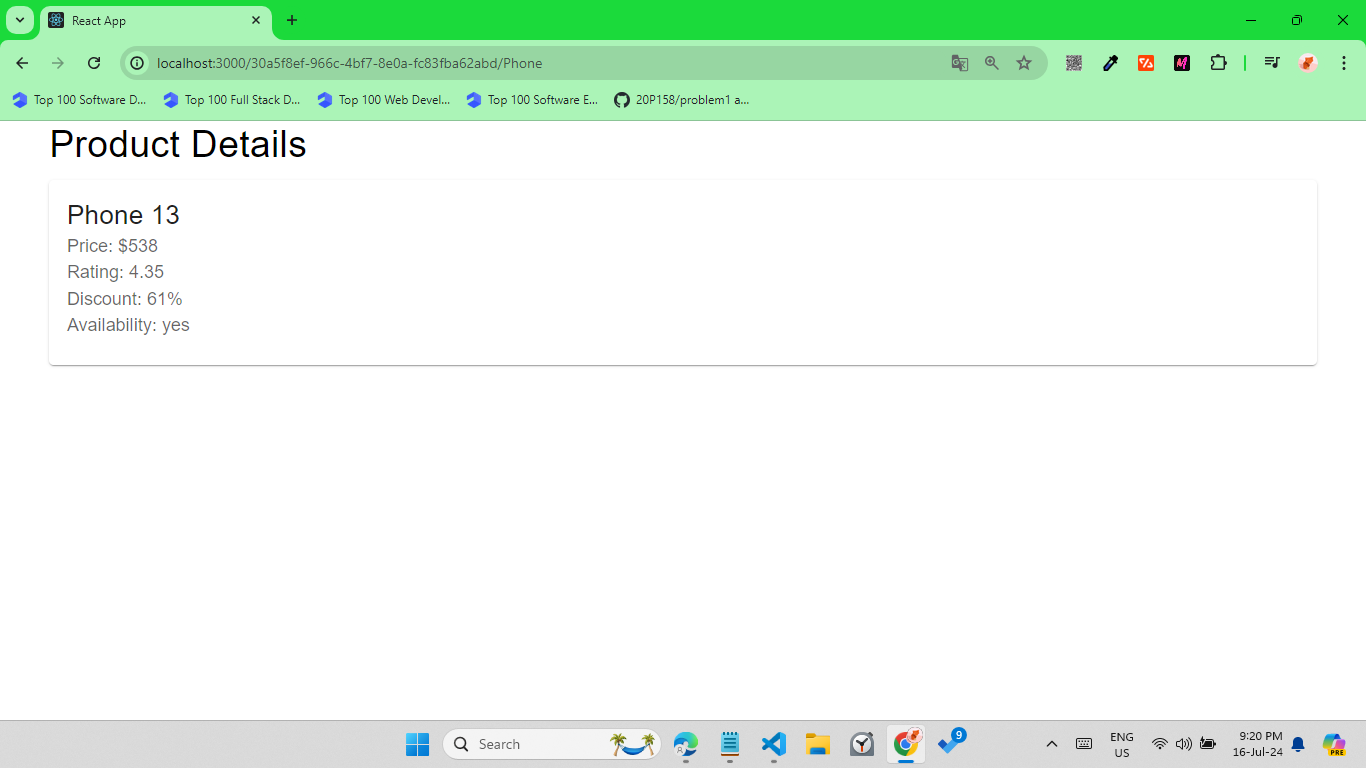 React App
localhost:3000/30a5f8ef-966c-4bf7-8e0a-fc83fba62abd/Phone
Top 100 Software D... Top 100 Full Stack D... Top 100 Web Devel... Top 100 Software E... 20P158/problem1 a...
Product Details
Phone 13
Price: $538
Rating: 4.35
Discount: 61%
Availability: yes
Search
9
ENG
US
9:20 PM
16-Jul-24
PRE